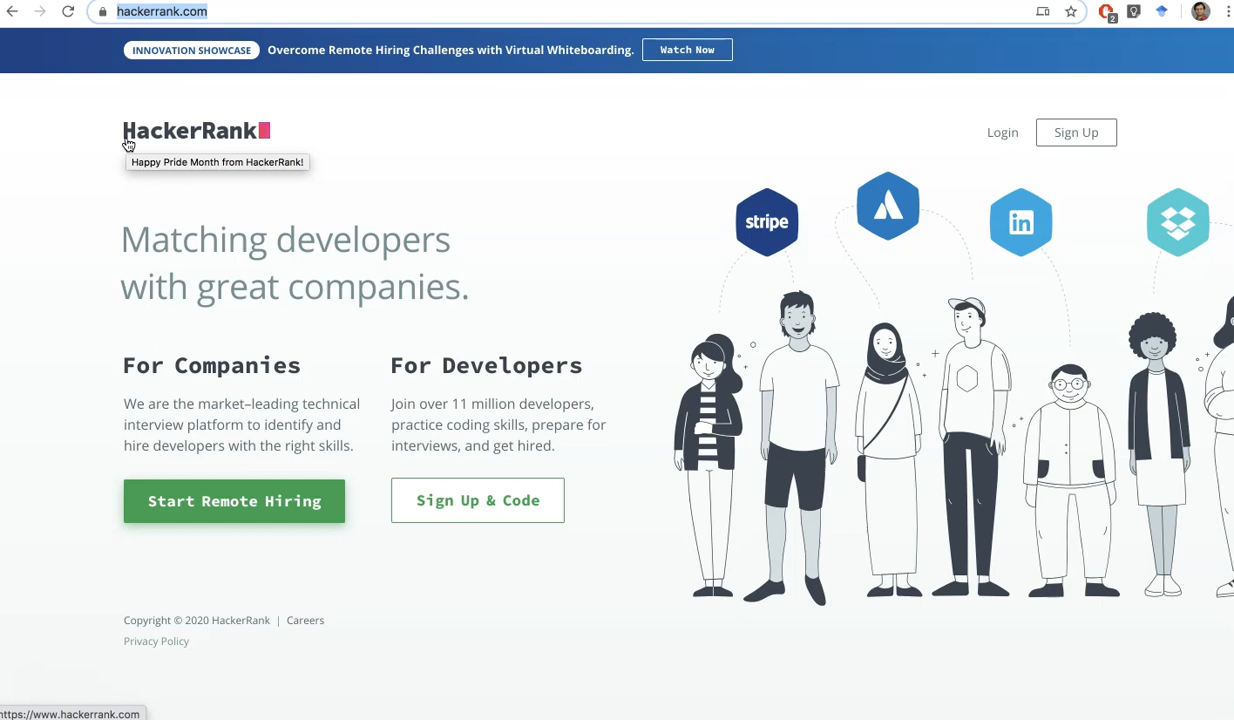 hackerrank.com
2
INNOVATION SHOWCASE Overcome Remote Hiring Challenges with Virtual Whiteboarding. Watch Now
HackerRank
Login Sign Up
Happy Pride Month from HackerRank!
stripe
in
Matching developers
with great companies.
For Companies
We are the market–leading technical
interview platform to identify and
hire developers with the right skills.
Start Remote Hiring
For Developers
Join over 11 million developers,
practice coding skills, prepare for
interviews, and get hired.
Sign Up & Code
Copyright © 2020 HackerRank | Careers
Privacy Policy
https://www.hackerrank.com